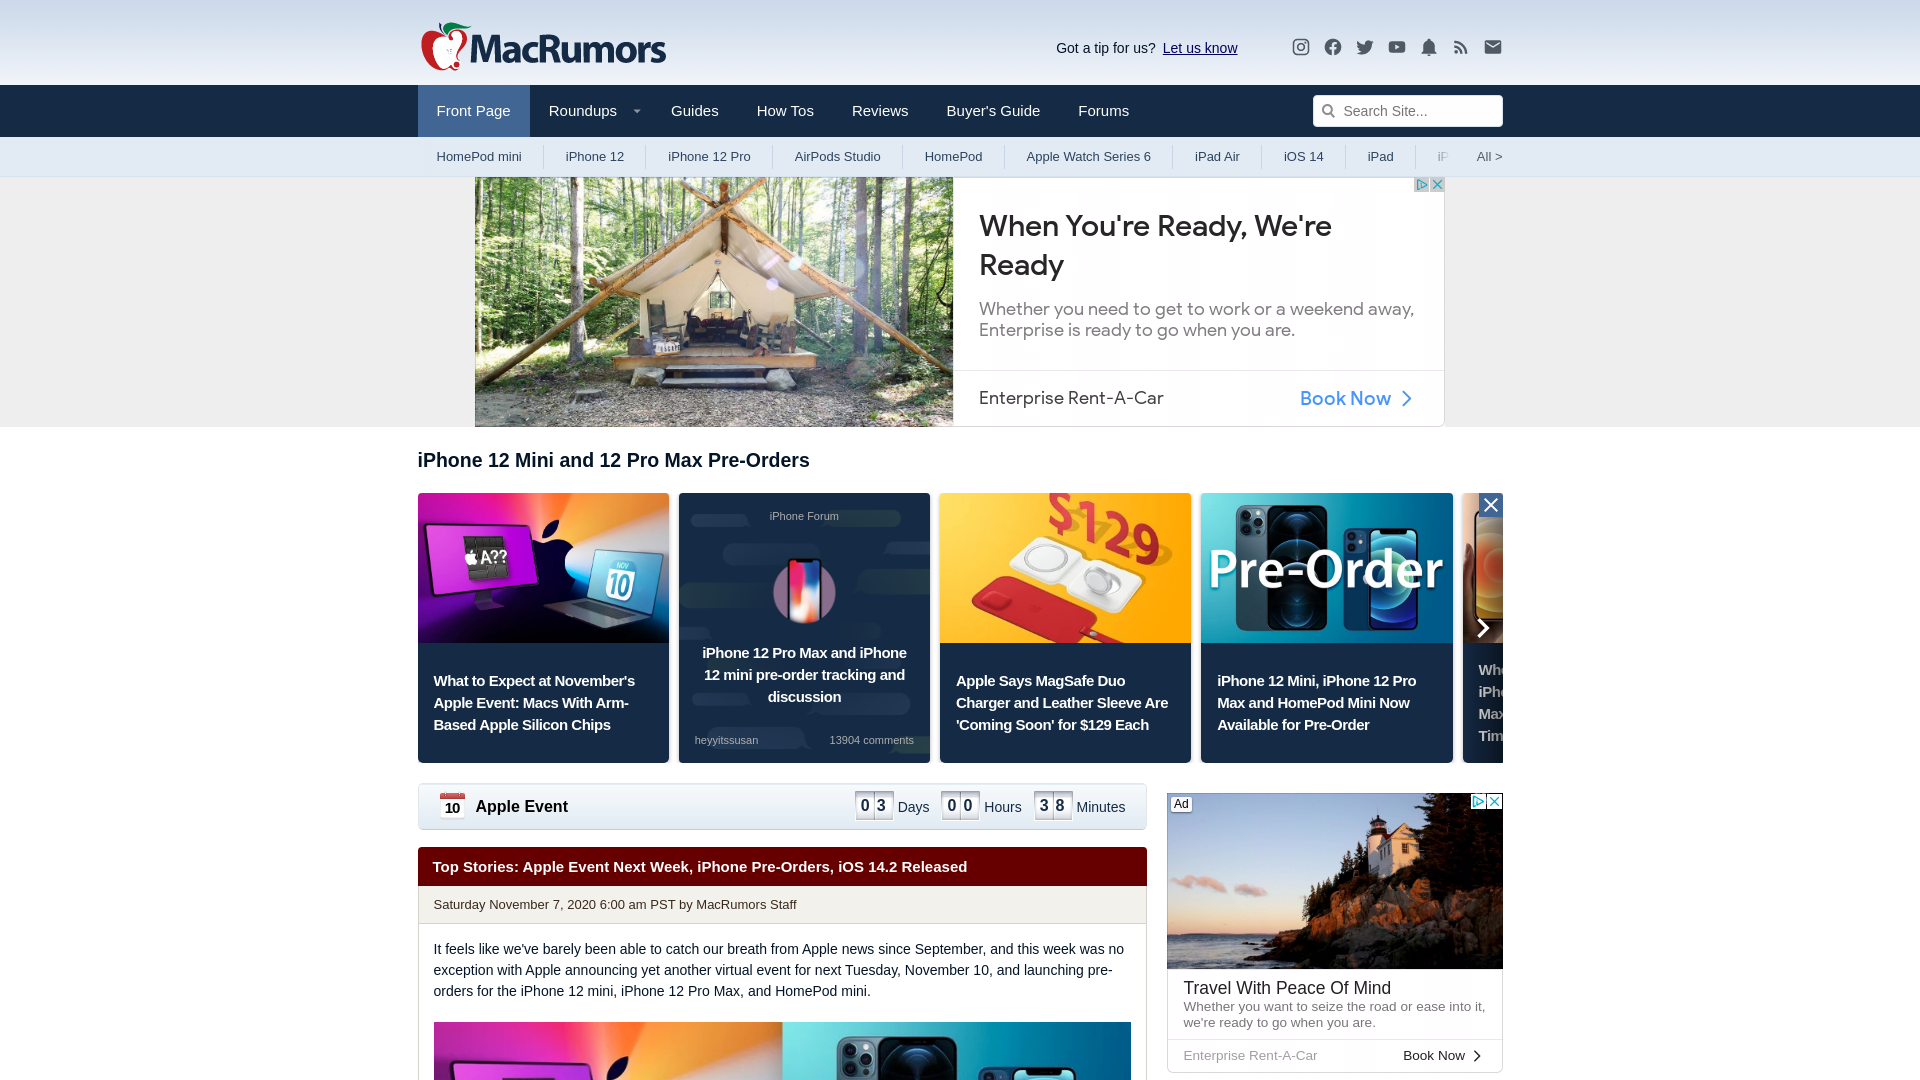 MacRumors
Got a tip for us? Let us know
Front Page
Roundups
Guides
How Tos
Reviews
Buyer's Guide
Forums
Search Site...
HomePod mini
iPhone 12
iPhone 12 Pro
AirPods Studio
HomePod
Apple Watch Series 6
iPad Air
iOS 14
iPad
iP
All >
When You're Ready, We're
Ready
Whether you need to get to work or a weekend away,
Enterprise is ready to go when you are.
Enterprise Rent-A-Car
Book Now
iPhone 12 Mini and 12 Pro Max Pre-Orders
A??
NOV
10
What to Expect at November's
Apple Event: Macs With Arm-
Based Apple Silicon Chips
iPhone Forum
iPhone 12 Pro Max and iPhone
12 mini pre-order tracking and
discussion
heyyitssusan
13904 comments
$129
Apple Says MagSafe Duo
Charger and Leather Sleeve Are
'Coming Soon' for $129 Each
Pre-Order
iPhone 12 Mini, iPhone 12 Pro
Max and HomePod Mini Now
Available for Pre-Order
Whe
iPho
Max
Tim
10
Apple Event
03 Days 00 Hours 38 Minutes
Top Stories: Apple Event Next Week, iPhone Pre-Orders, iOS 14.2 Released
Saturday November 7, 2020 6:00 am PST by MacRumors Staff
It feels like we've barely been able to catch our breath from Apple news since September, and this week was no
exception with Apple announcing yet another virtual event for next Tuesday, November 10, and launching pre-
orders for the iPhone 12 mini, iPhone 12 Pro Max, and HomePod mini.
Ad
Travel With Peace Of Mind
Whether you want to seize the road or ease into it,
we're ready to go when you are.
Enterprise Rent-A-Car
Book Now